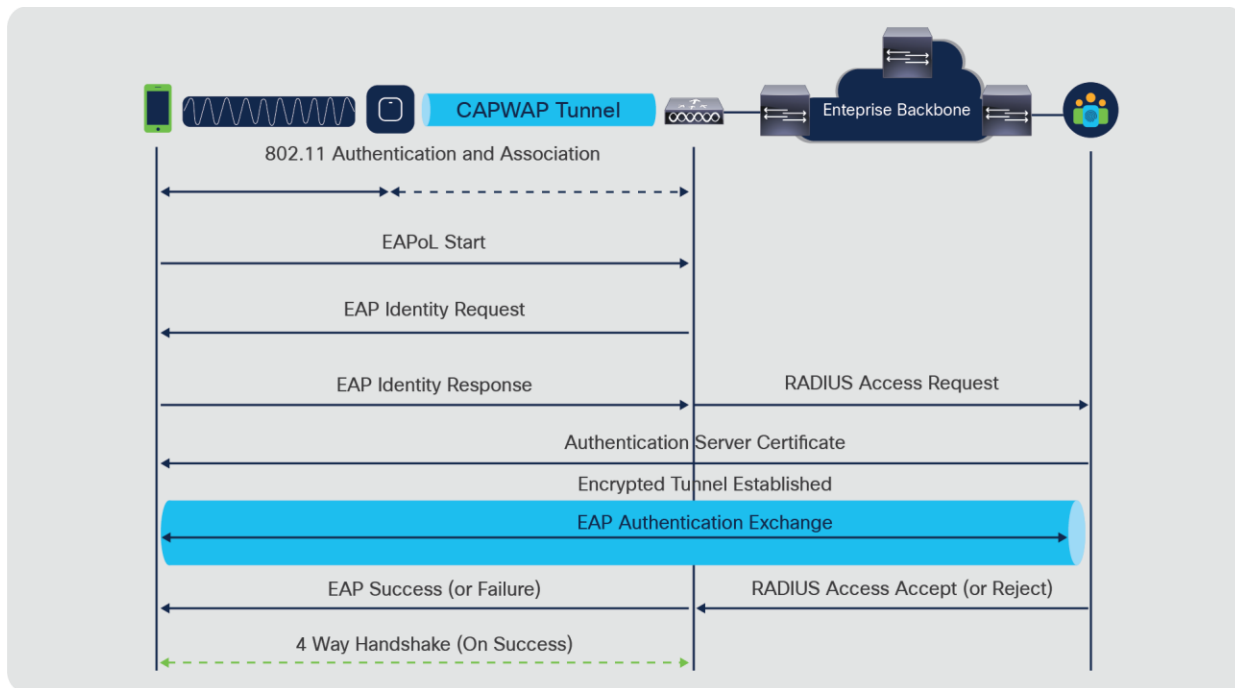 CAPWAP Tunnel
Enteprise Backbone
802.11 Authentication and Association
EAPoL Start
EAP Identity Request
EAP Identity Response
RADIUS Access Request
Authentication Server Certificate
Encrypted Tunnel Established
EAP Authentication Exchange
EAP Success (or Failure)
RADIUS Access Accept (or Reject)
4 Way Handshake (On Success)